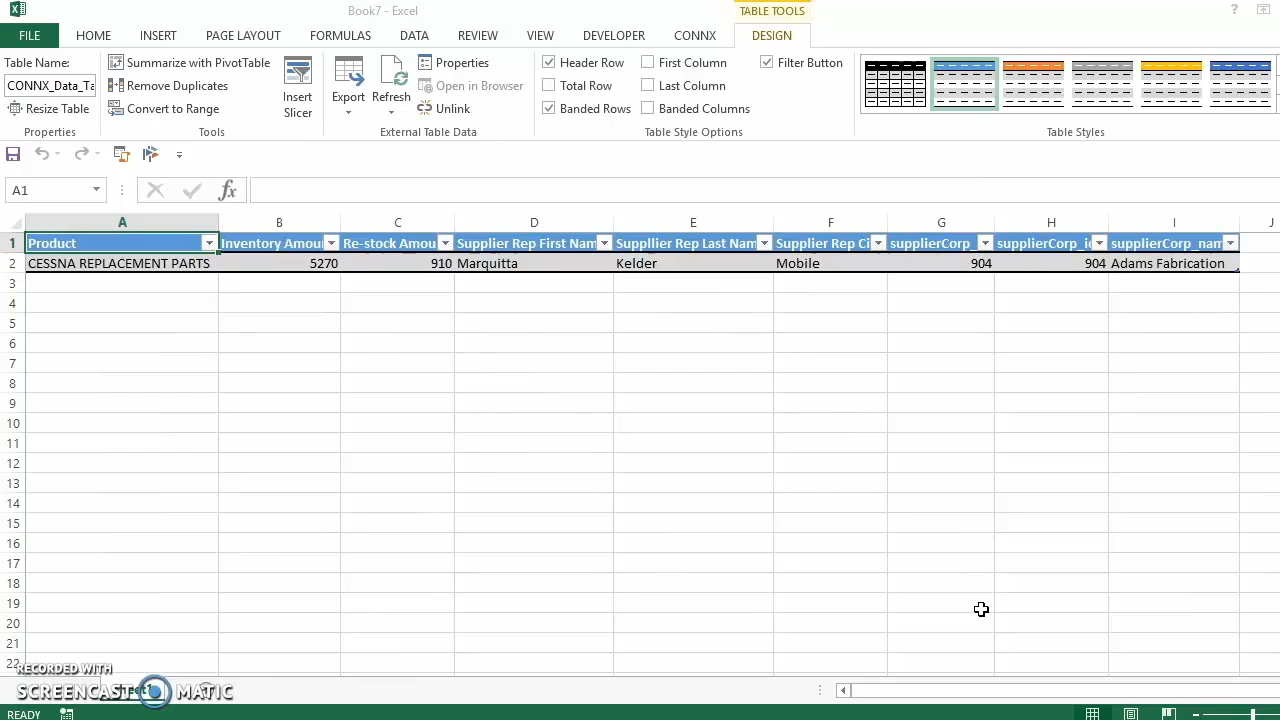 Book7 - Excel
TABLE TOOLS
?
FILE HOME INSERT PAGE LAYOUT FORMULAS DATA REVIEW VIEW DEVELOPER CONNX DESIGN
Table Name: Summarize with PivotTable Properties Header Row First Column Filter Button
CONNX_Data_Ta Remove Duplicates Insert Slicer Export Refresh Open in Browser Total Row Last Column
Resize Table Convert to Range Unlink Banded Rows Banded Columns
Properties Tools External Table Data Table Style Options Table Styles
A1 fx
A B C D E F G H I J
1 Product Inventory Amou Re-stock Amou Supplier Rep First Nam Suppllier Rep Last Nam Supplier Rep Ci supplierCorp_ supplierCorp_i supplierCorp_nam
2 CESSNA REPLACEMENT PARTS 5270 910 Marquitta Kelder Mobile 904 904 Adams Fabrication
3
4
5
6
7
8
9
10
11
12
13
14
15
16
17
18
19
20
21
22
RECORDED WITH
SCREENCAST MATIC
READY